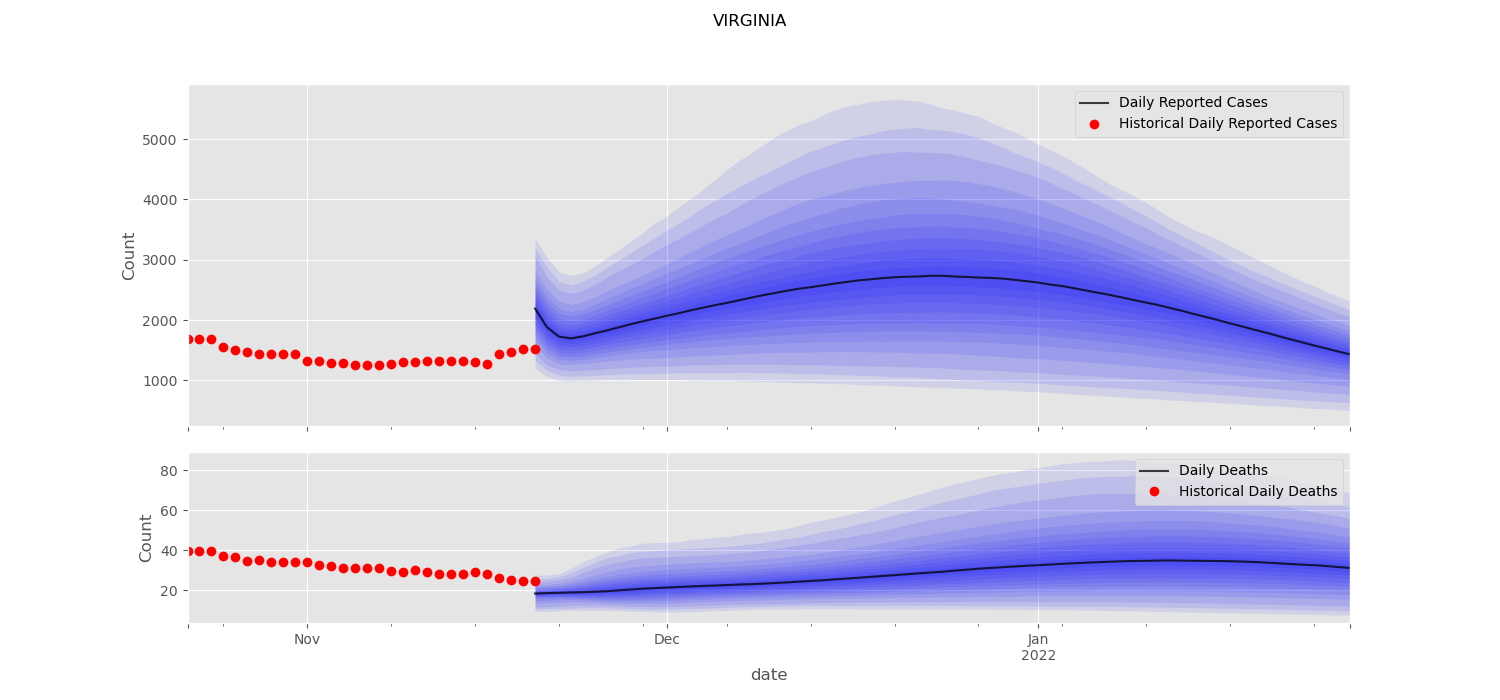 VIRGINIA
Daily Reported Cases
Historical Daily Reported Cases
5000
4000
3000
2000
1000
Count
Daily Deaths
Historical Daily Deaths
80
60
40
20
Count
Nov
Dec
Jan
2022
date